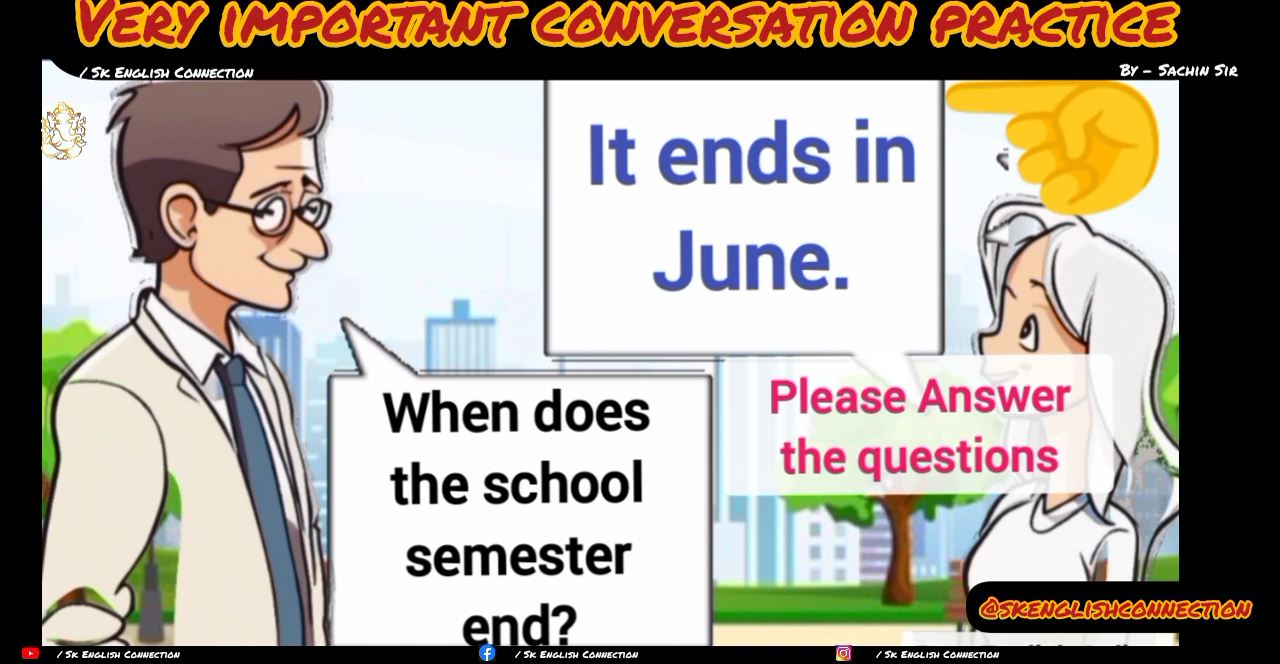 Very important conversation practice
/ Sk English Connection
By - Sachin Sir
It ends in
June.
When does
the school
semester
end?
Please Answer
the questions
@skenglishconnection
/ Sk English Connection
/ Sk English Connection
/ Sk English Connection